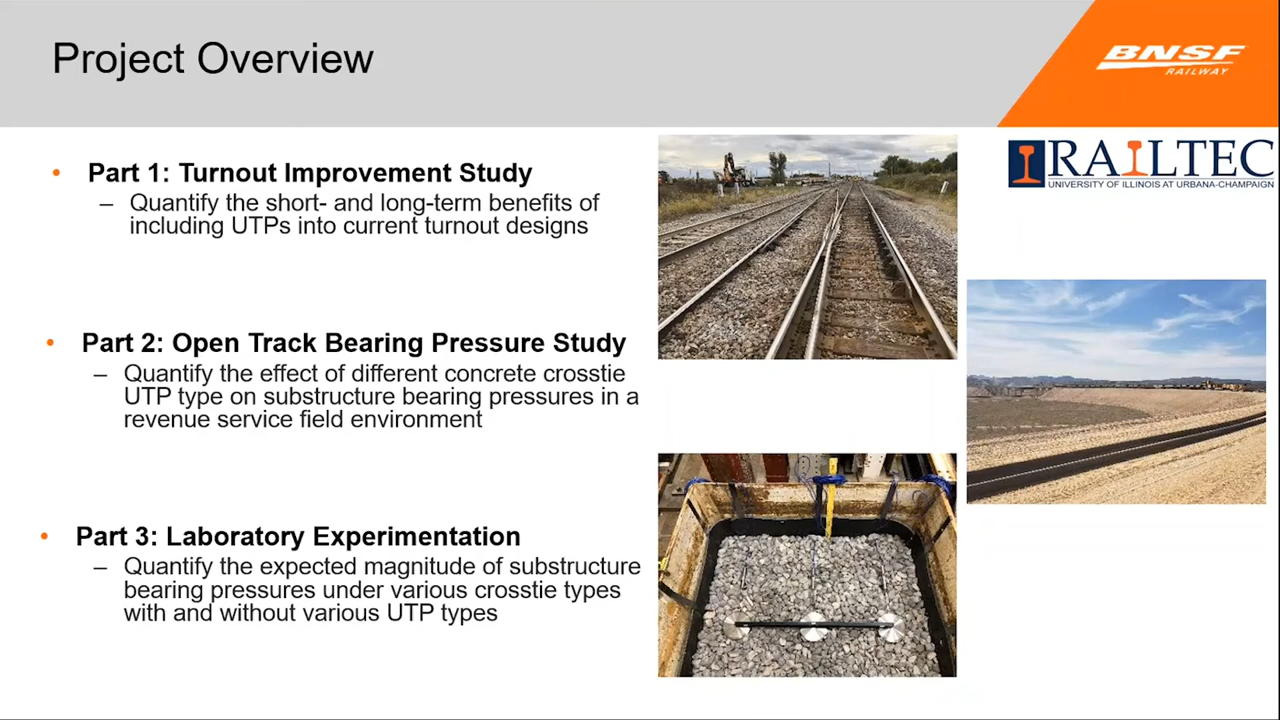 Project Overview
BNSF
RAILWAY
RAILTEC
UNIVERSITY OF ILLINOIS AT URBANA-CHAMPAIGN
• Part 1: Turnout Improvement Study
– Quantify the short- and long-term benefits of
including UTPs into current turnout designs
• Part 2: Open Track Bearing Pressure Study
– Quantify the effect of different concrete crosstie
UTP type on substructure bearing pressures in a
revenue service field environment
• Part 3: Laboratory Experimentation
– Quantify the expected magnitude of substructure
bearing pressures under various crosstie types
with and without various UTP types